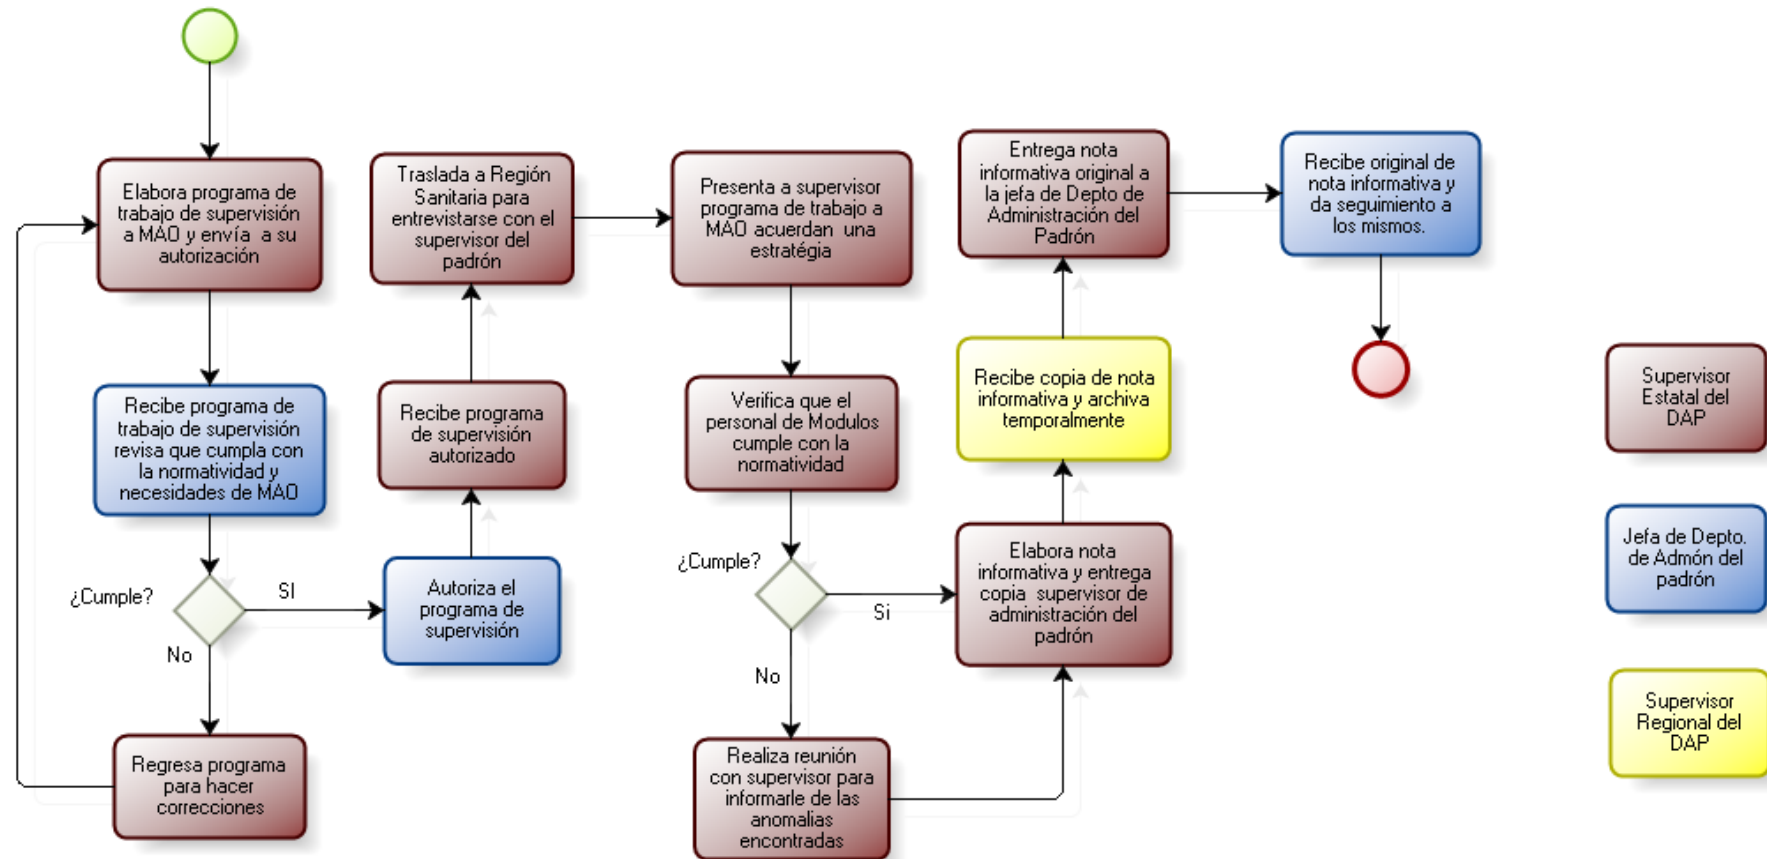 Elabora programa de
trabajo de supervisión
a MAO y envía  a su
autorización
Recibe programa de
trabajo de supervisión
revisa que cumpla con
la normatividad y
necesidades de MAO
¿Cumple?
SI
No
Regresa programa
para hacer
correcciones
Autoriza el
programa de
supervisión
Recibe programa
de supervisión
autorizado
Traslada a Región
Sanitaria para
entrevistarse con el
supervisor del
padrón
Presenta a supervisor
programa de trabajo a
MAO acuerdan  una
estratégia
Verifica que el
personal de Modulos
cumple con la
normatividad
¿Cumple?
Si
No
Realiza reunión
con supervisor para
informarle de las
anomalias
encontradas
Elabora nota
informativa y entrega
copia  supervisor de
administración del
padrón
Recibe copia de nota
informativa y archiva
temporalmente
Entrega nota
informativa original a
la jefa de Depto de
Administración del
Padrón
Recibe original de
nota informativa y
da seguimiento a
los mismos.
Supervisor
Estatal del
DAP
Jefa de Depto.
de Admón del
padrón
Supervisor
Regional del
DAP